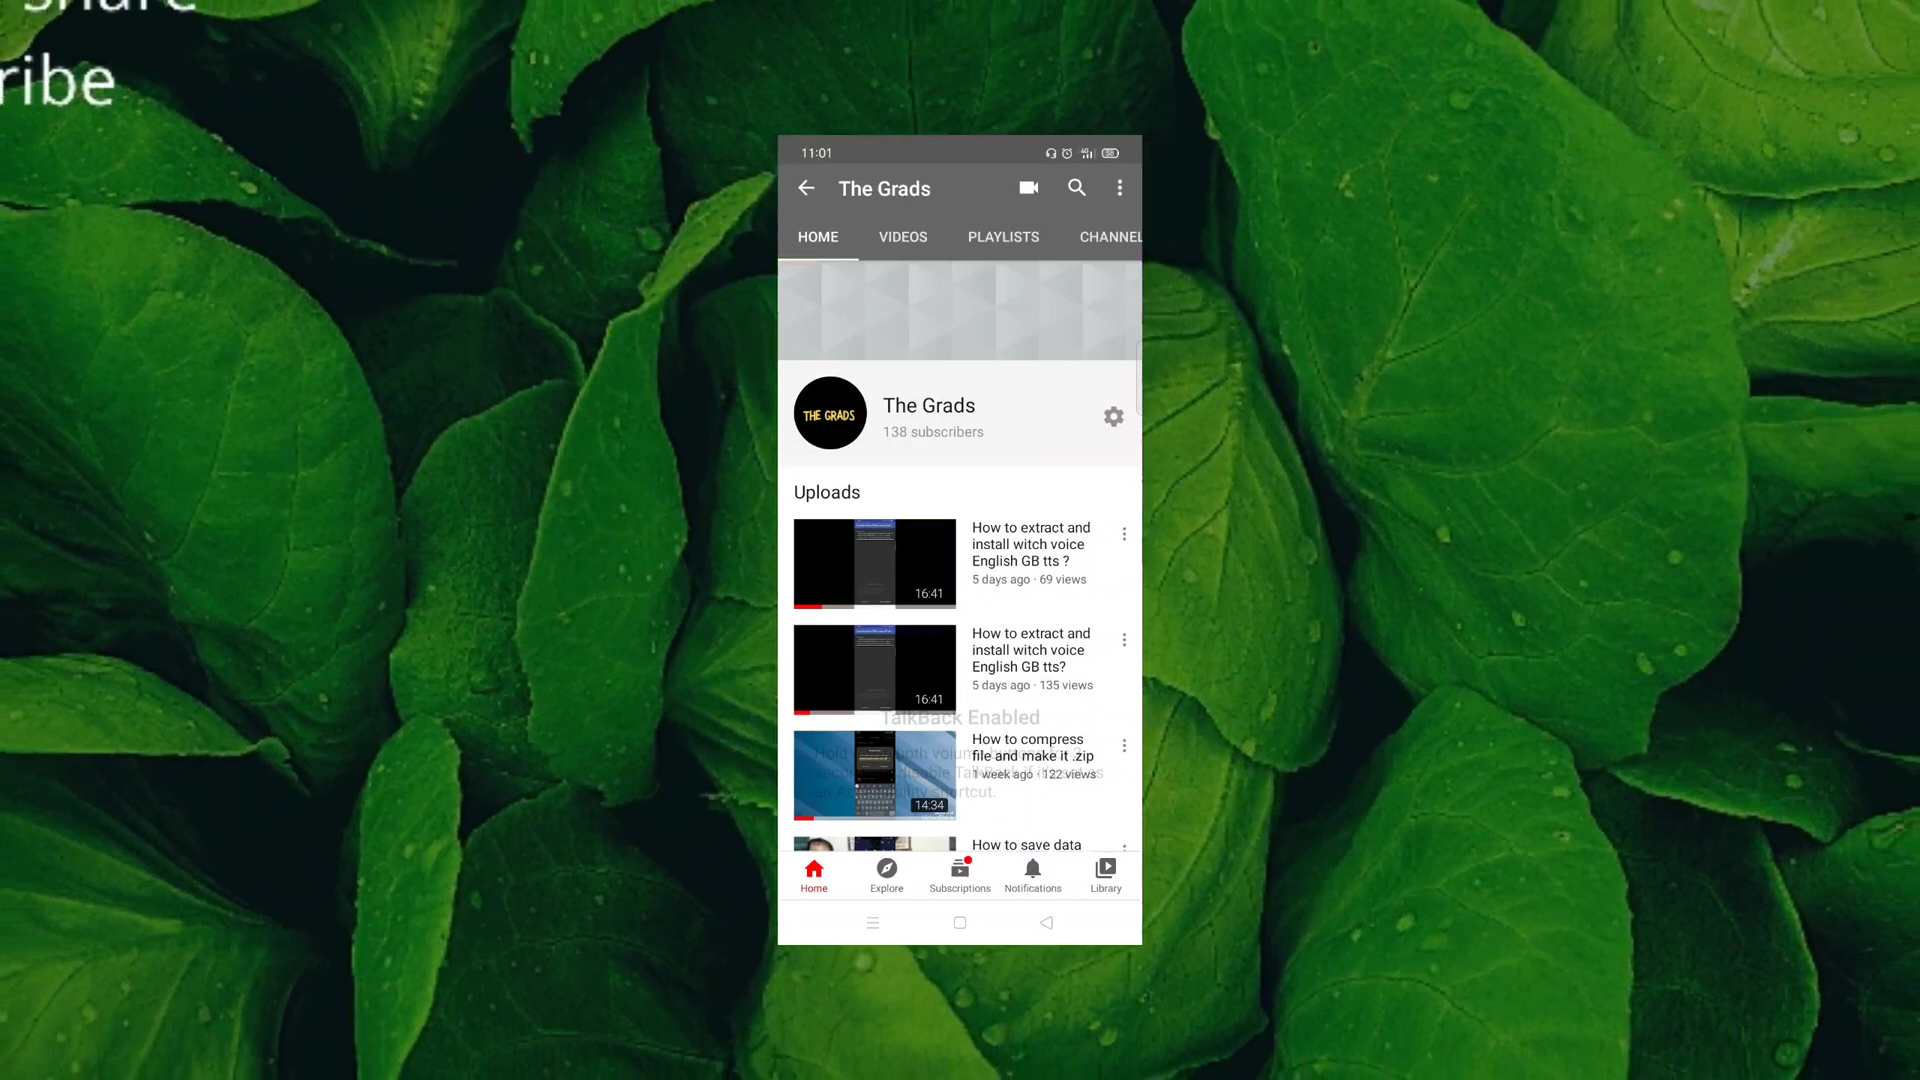 Share
ribe
11:01
58
The Grads
HOME VIDEOS PLAYLISTS CHANNEL
THE GRADS
The Grads
138 subscribers
Uploads
How to extract and
install witch voice
English GB tts ?
5 days ago · 69 views
16:41
How to extract and
install witch voice
English GB tts?
5 days ago · 135 views
16:41
TalkBack Enabled
How to compress
file and make it .zip
1 week ago · 122 views
14:34
How to save data
Home Explore Subscriptions Notifications Library